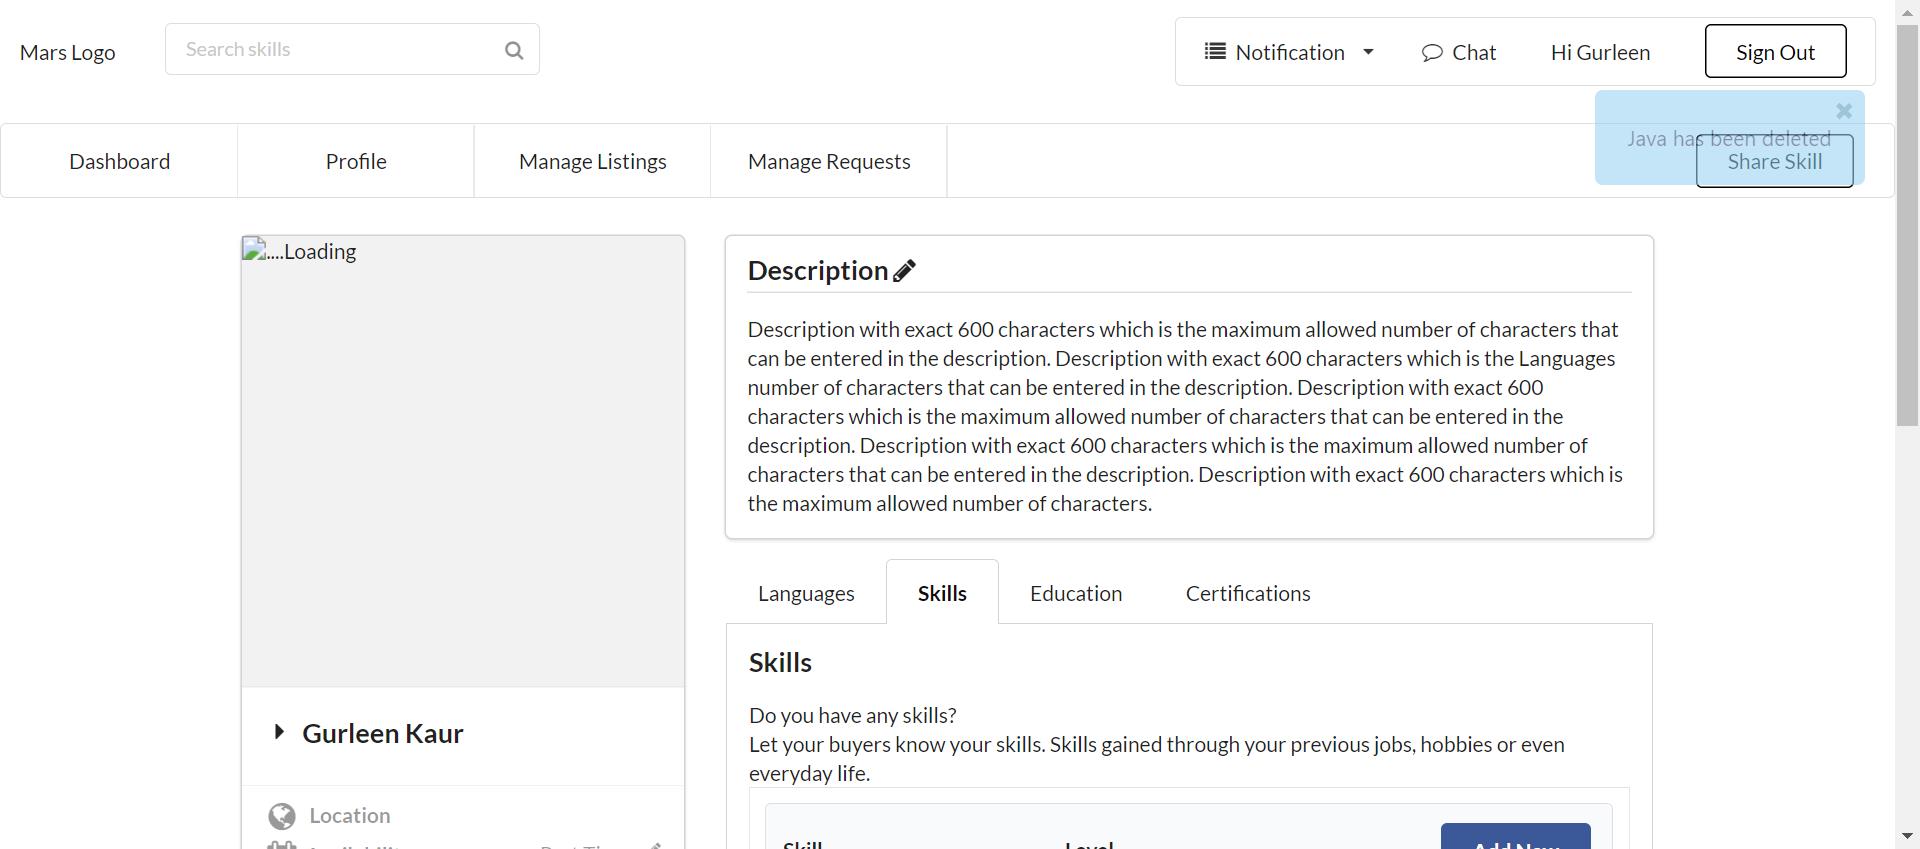 Mars Logo
Search skills
Notification
Chat
Hi Gurleen
Sign Out
Java has been deleted
Dashboard
Profile
Manage Listings
Manage Requests
Share Skill
....Loading
Description
Description with exact 600 characters which is the maximum allowed number of characters that
can be entered in the description. Description with exact 600 characters which is the Languages
number of characters that can be entered in the description. Description with exact 600
characters which is the maximum allowed number of characters that can be entered in the
description. Description with exact 600 characters which is the maximum allowed number of
characters that can be entered in the description. Description with exact 600 characters which is
the maximum allowed number of characters.
Languages
Skills
Education
Certifications
Skills
Do you have any skills?
Let your buyers know your skills. Skills gained through your previous jobs, hobbies or even
everyday life.
Gurleen Kaur
Location
Skill
Level
Add New